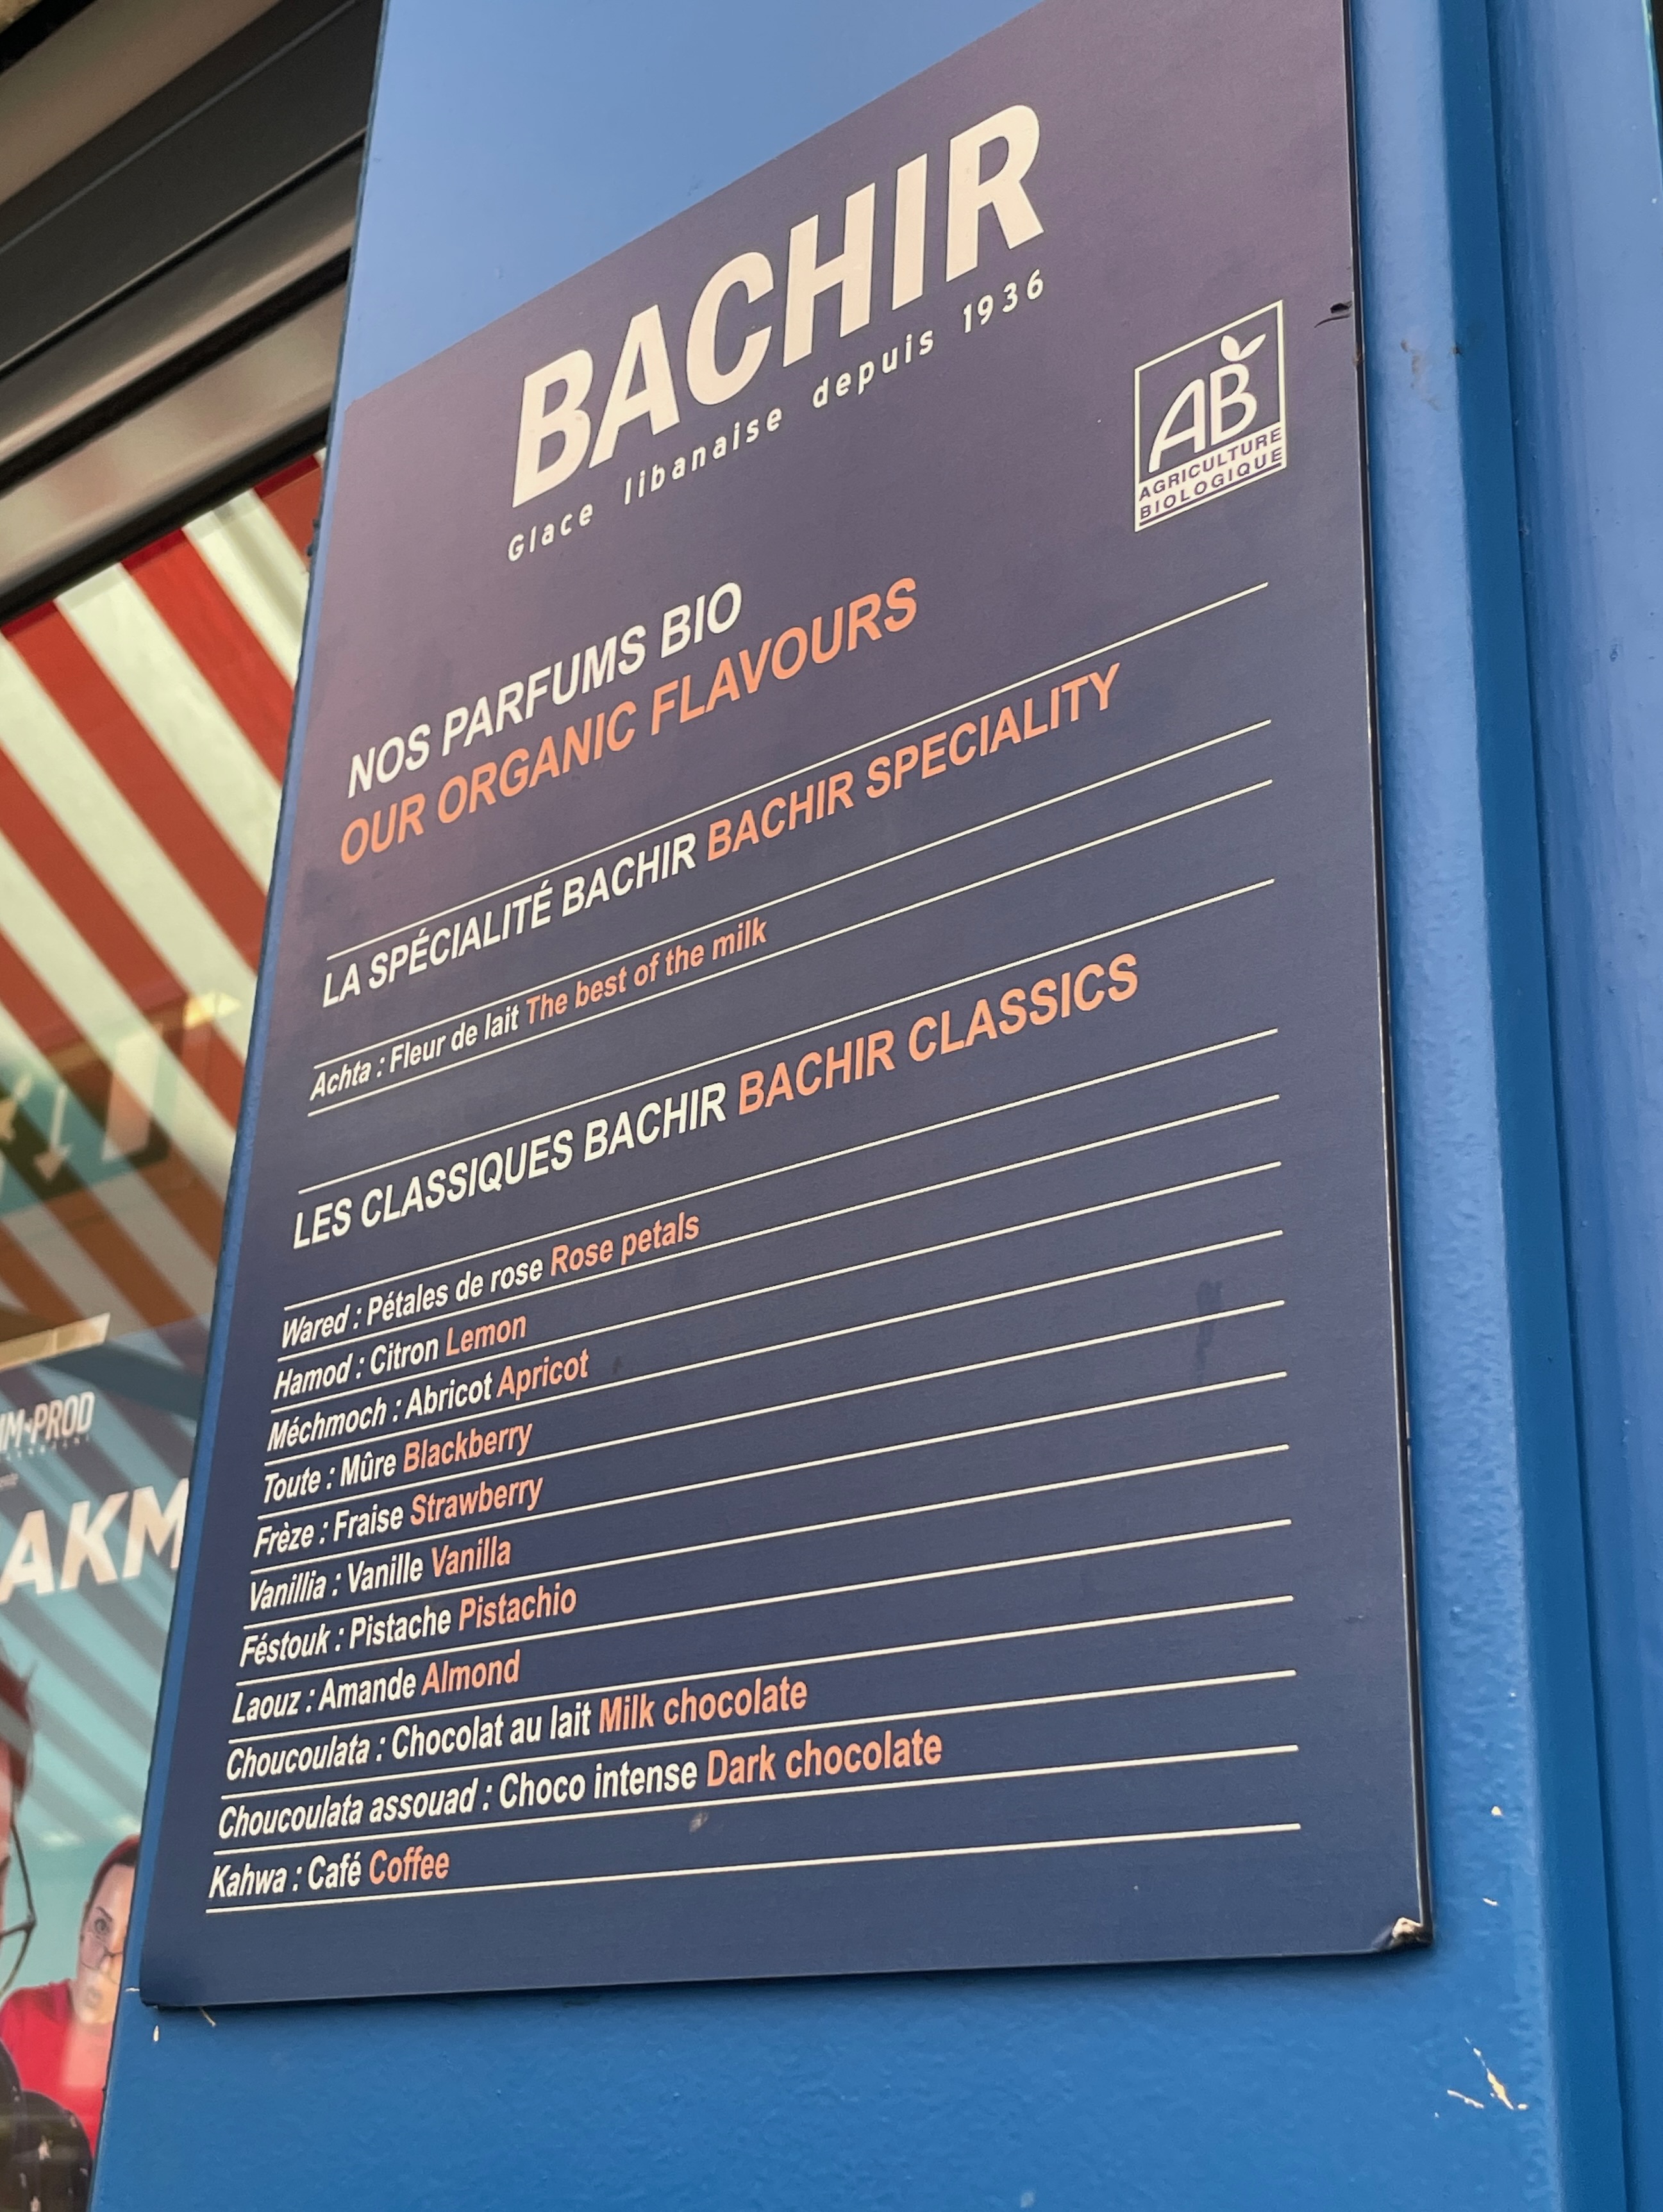 BACHIR
Glace libanaise depuis 1936
AB
AGRICULTURE
BIOLOGIQUE
NOS PARFUMS BIO
OUR ORGANIC FLAVOURS
LA SPÉCIALITÉ BACHIR BACHIR SPECIALITY
Achta : Fleur de lait The best of the milk
LES CLASSIQUES BACHIR BACHIR CLASSICS
Wared : Pétales de rose Rose petals
Hamod : Citron Lemon
Méchmoch : Abricot Apricot
Toute : Mûre Blackberry
Frèze : Fraise Strawberry
Vanillia : Vanille Vanilla
Féstouk : Pistache Pistachio
Laouz : Amande Almond
Choucoulata : Chocolat au lait Milk chocolate
Choucoulata assouad : Choco intense Dark chocolate
Kahwa : Café Coffee
PROD
AKM